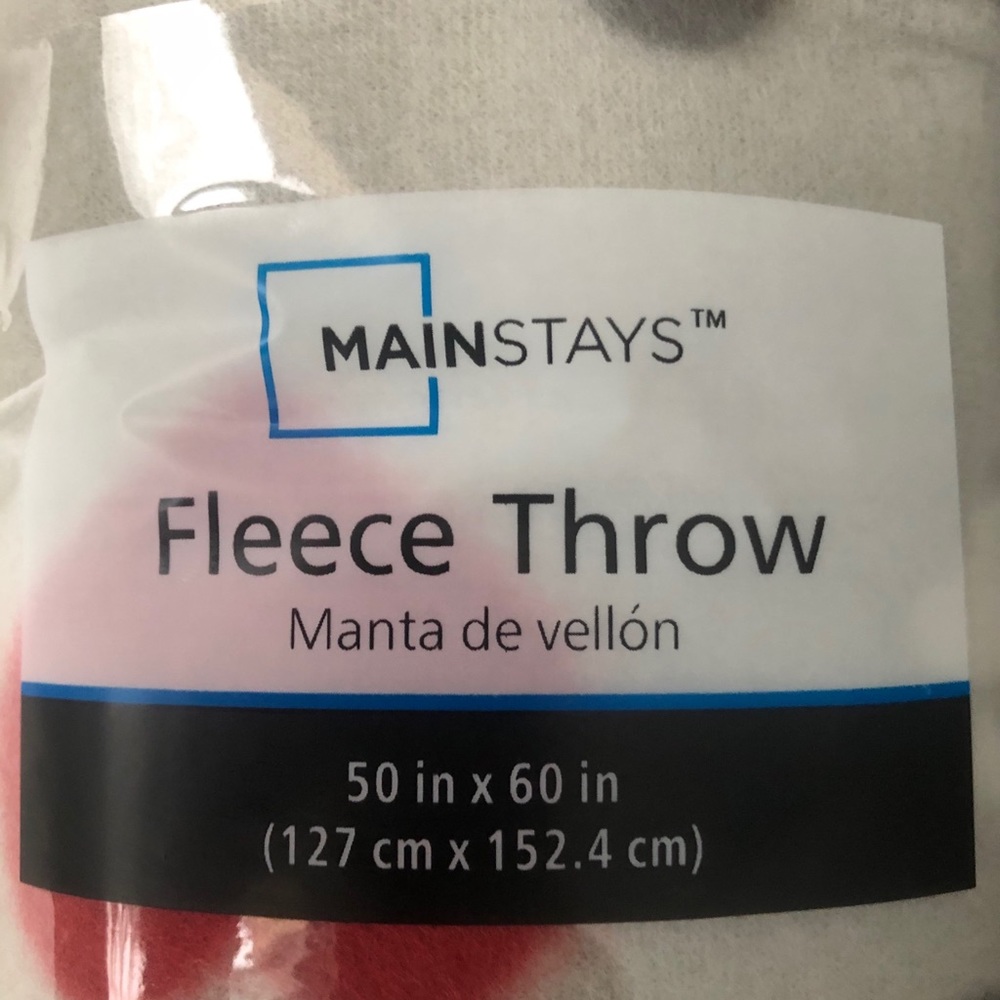 MAINSTAYS™
Fleece Throw
Manta de vellón
50 in x 60 in
(127 cm x 152.4 cm)